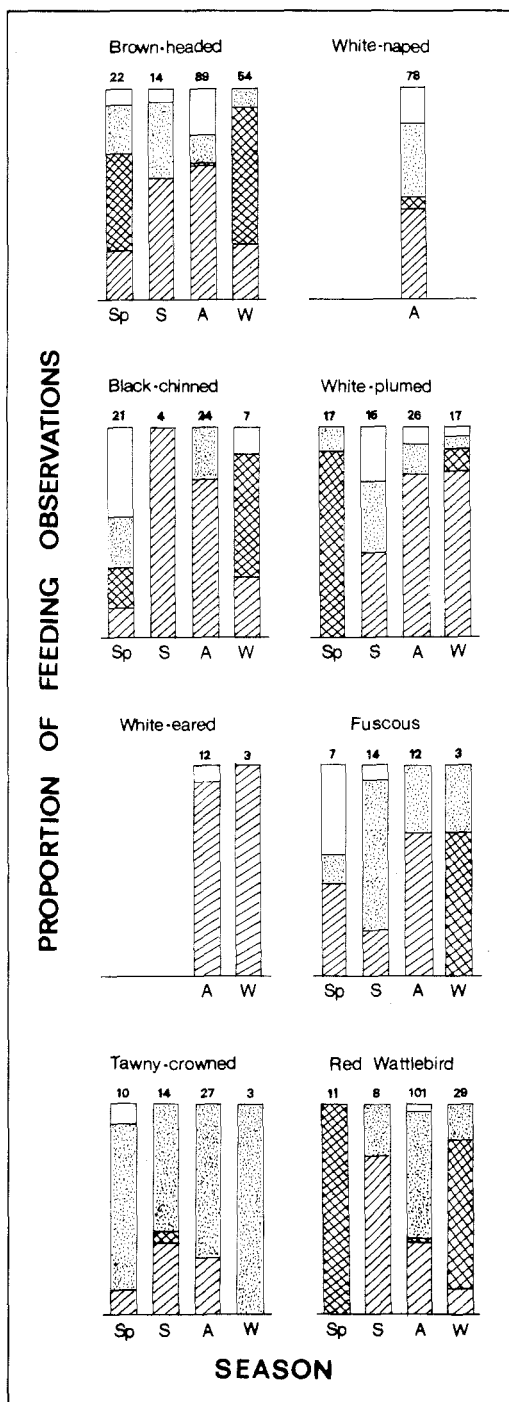 PROPORTION OF FEEDING OBSERVATIONS
Brown-headed
22 14 89 54
Sp S A W
White-naped
78
A
Black-chinned
21 4 24 7
Sp S A W
White-plumed
17 16 26 17
Sp S A W
White-eared
12 3
A W
Fuscous
7 14 12 3
Sp S A W
Tawny-crowned
10 14 27 3
Sp S A W
Red Wattlebird
11 8 101 29
Sp S A W
SEASON